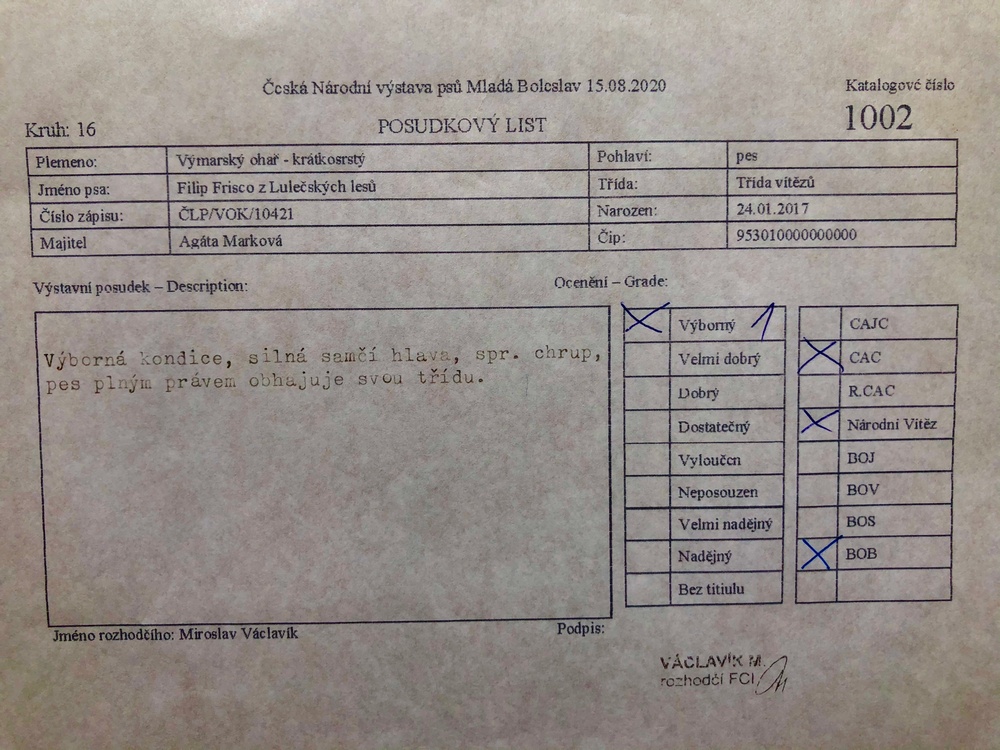 Česká Národní výstava psů Mladá Boleslav 15.08.2020
Katalogové číslo
Kruh: 16
POSUDKOVÝ LIST
1002
Plemeno: Výmarský ohař - krátkosrstý Pohlaví: pes
Jméno psa: Filip Frisco z Lulečských lesů Třída: Třída vítězů
Číslo zápisu: ČLP/VOK/10421 Narozen: 24.01.2017
Majitel Agáta Marková Čip: 953010000000000
Výstavní posudek – Description:
Ocenění – Grade:
Výborná kondice, silná samčí hlava, spr. chrup,
pes plným právem obhajuje svou třídu.
X Výborný 1
Velmi dobrý
Dobrý
Dostatečný
Vyloučen
Neposouzen
Velmi nadějný
Nadějný
Bez titiulu
CAJC
X CAC
R.CAC
X Národní Vítěz
BOJ
BOV
BOS
X BOB
Jméno rozhodčího: Miroslav Václavík
Podpis:
VÁCLAVÍK M.
rozhodčí FCI